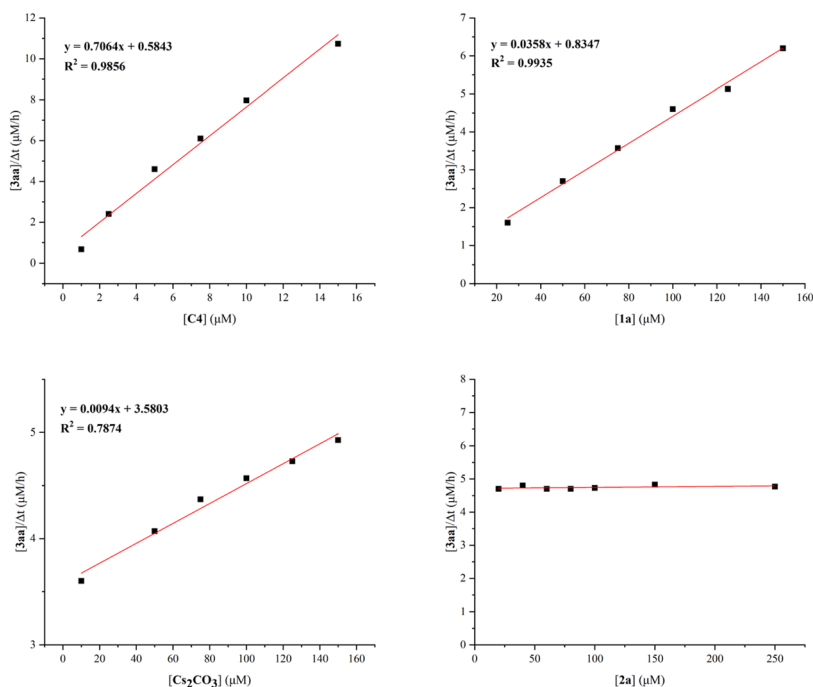 y = 0.7064x + 0.5843
R² = 0.9856
[3aa]/Δt (μM/h)
12
10
8
6
4
2
0
0 2 4 6 8 10 12 14 16
[C4] (μM)
y = 0.0358x + 0.8347
R² = 0.9935
[3aa]/Δt (μM/h)
7
6
5
4
3
2
1
0
20 40 60 80 100 120 140 160
[1a] (μM)
y = 0.0094x + 3.5803
R² = 0.7874
[3aa]/Δt (μM/h)
5
4
3
0 20 40 60 80 100 120 140 160
[Cs₂CO₃] (μM)
[3aa]/Δt (μM/h)
8
7
6
5
4
3
2
1
0
0 50 100 150 200 250
[2a] (μM)